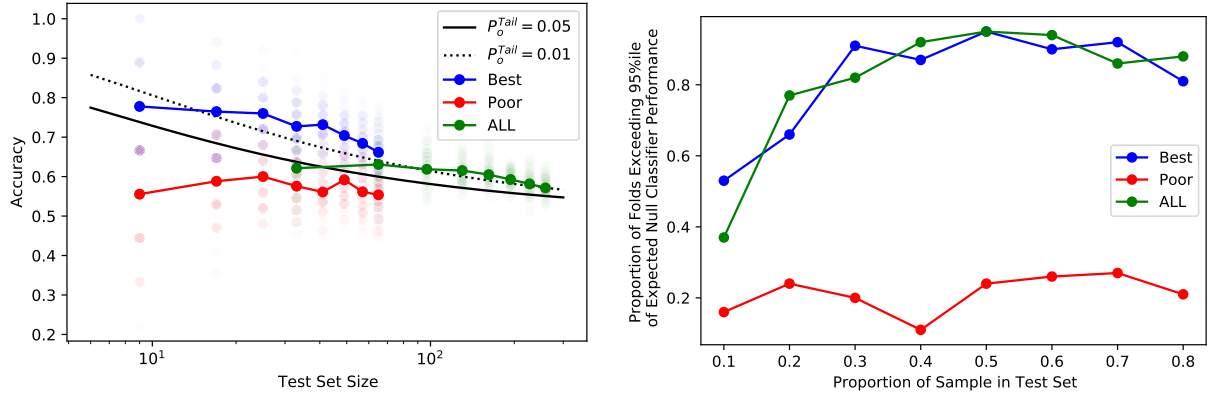 1.0
0.9
0.8
0.7
0.6
0.5
0.4
0.3
0.2
Accuracy
10¹
10²
Test Set Size
P_o^{Tail} = 0.05
P_o^{Tail} = 0.01
Best
Poor
ALL
0.8
0.6
0.4
0.2
Proportion of Folds Exceeding 95%ile
of Expected Null Classifier Performance
0.1 0.2 0.3 0.4 0.5 0.6 0.7 0.8
Proportion of Sample in Test Set
Best
Poor
ALL